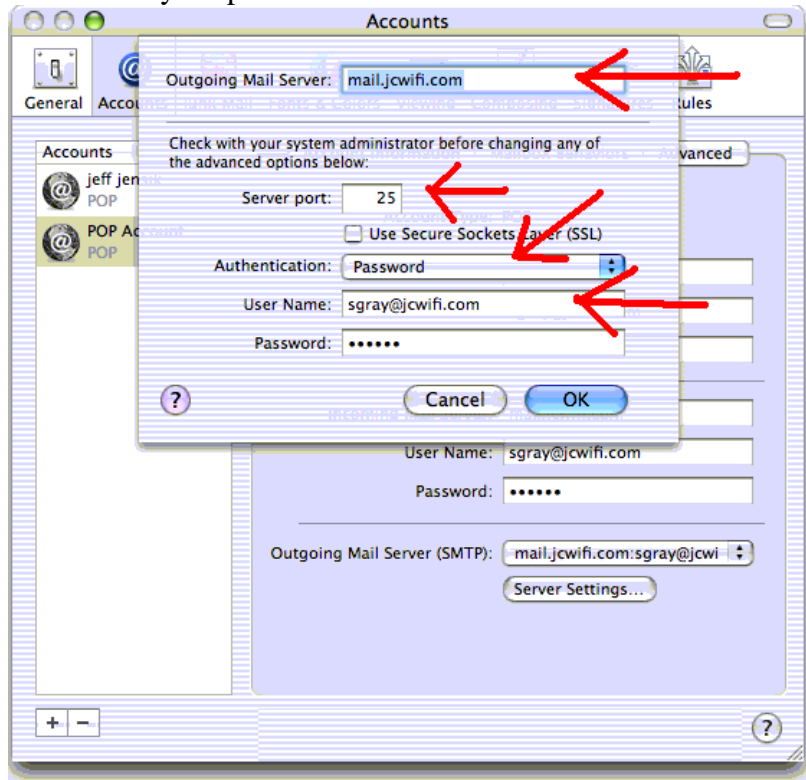 Accounts
General Accou Rules
Outgoing Mail Server: mail.jcwifi.com
Check with your system administrator before changing any of
the advanced options below:
Server port: 25
Use Secure Sockets Layer (SSL)
Authentication: Password
User Name: sgray@jcwifi.com
Password: ••••••
? Cancel OK
Accounts
jeff jen
POP
POP Account
POP
vanced
User Name: sgray@jcwifi.com
Password: ••••••
Outgoing Mail Server (SMTP): mail.jcwifi.com:sgray@jcwi
Server Settings...
+ − ?